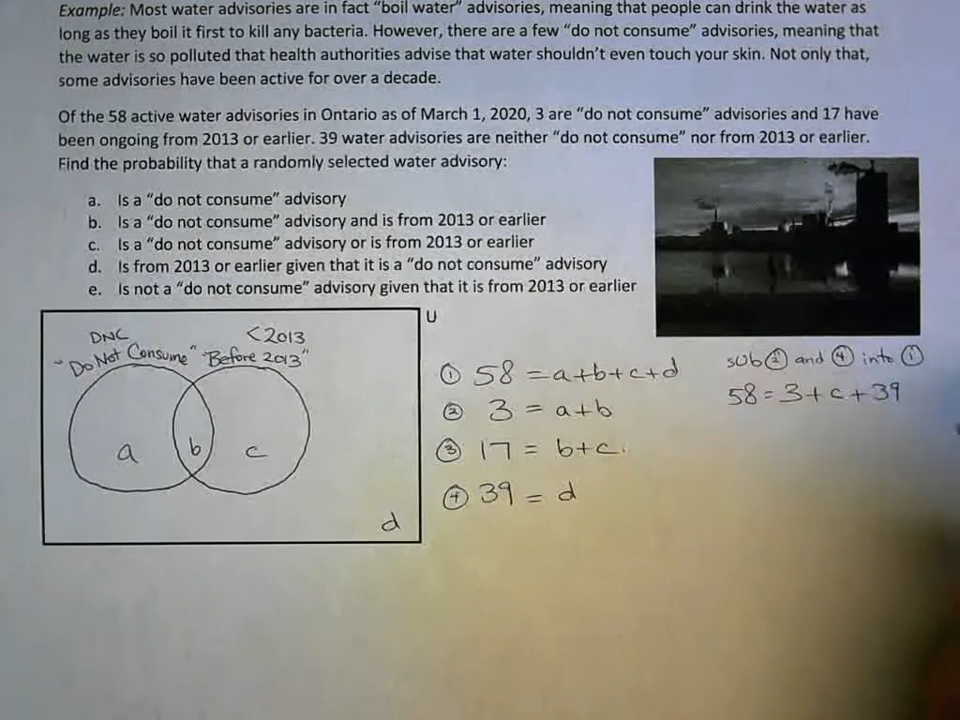 Example: Most water advisories are in fact “boil water” advisories, meaning that people can drink the water as
long as they boil it first to kill any bacteria. However, there are a few “do not consume” advisories, meaning that
the water is so polluted that health authorities advise that water shouldn’t even touch your skin. Not only that,
some advisories have been active for over a decade.
Of the 58 active water advisories in Ontario as of March 1, 2020, 3 are “do not consume” advisories and 17 have
been ongoing from 2013 or earlier. 39 water advisories are neither “do not consume” nor from 2013 or earlier.
Find the probability that a randomly selected water advisory:
a. Is a “do not consume” advisory
b. Is a “do not consume” advisory and is from 2013 or earlier
c. Is a “do not consume” advisory or is from 2013 or earlier
d. Is from 2013 or earlier given that it is a “do not consume” advisory
e. Is not a “do not consume” advisory given that it is from 2013 or earlier
U
DNC <2013
"Do Not Consume" "Before 2013"
a b c
d
① 58 = a+b+c+d
② 3 = a+b
③ 17 = b+c
④ 39 = d
sub ② and ④ into ①
58 = 3+c+39